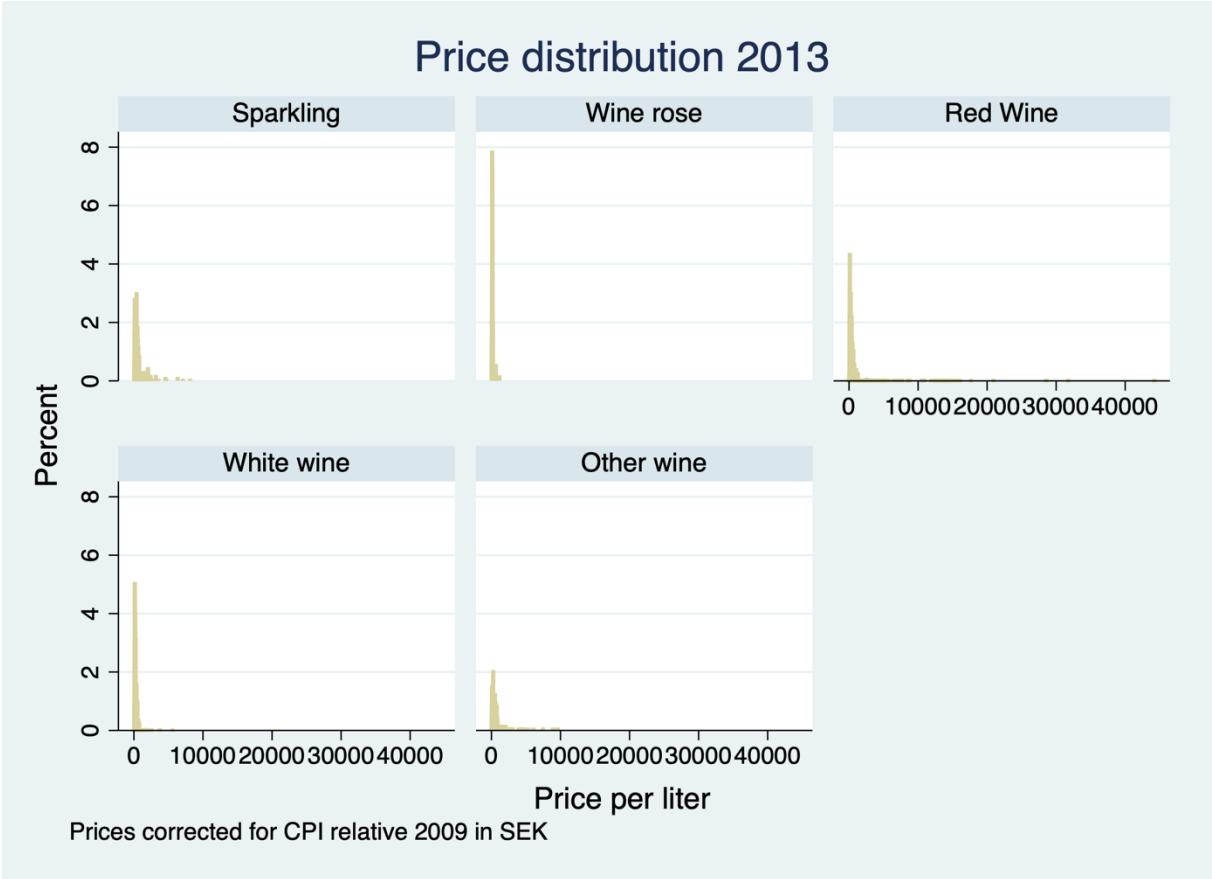 Price distribution 2013
Sparkling
Wine rose
Red Wine
8
6
4
2
0
0 10000 20000 30000 40000
Percent
White wine
Other wine
8
6
4
2
0
0 10000 20000 30000 40000
0 10000 20000 30000 40000
Price per liter
Prices corrected for CPI relative 2009 in SEK